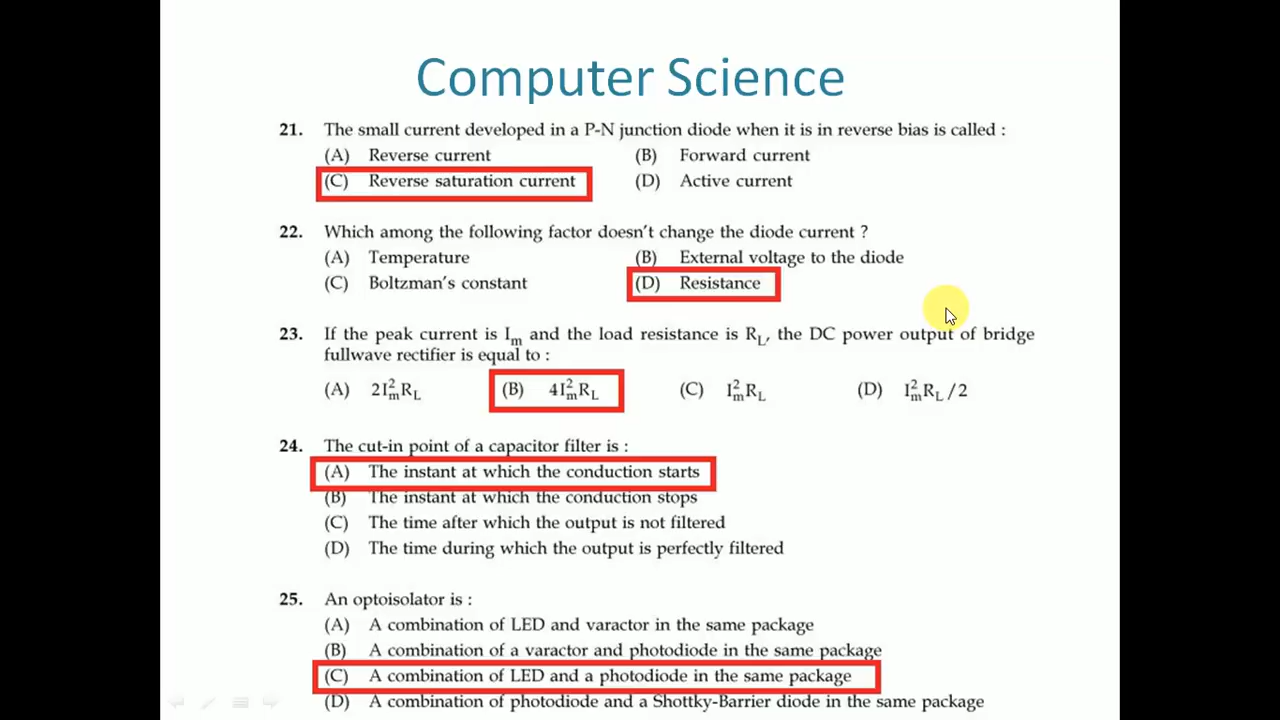 Computer Science
21. The small current developed in a P-N junction diode when it is in reverse bias is called :
(A) Reverse current (B) Forward current
(C) Reverse saturation current (D) Active current
22. Which among the following factor doesn't change the diode current ?
(A) Temperature (B) External voltage to the diode
(C) Boltzman's constant (D) Resistance
23. If the peak current is Iₘ and the load resistance is R_L, the DC power output of bridge
fullwave rectifier is equal to :
(A) 2I²ₘR_L (B) 4I²ₘR_L (C) I²ₘR_L (D) I²ₘR_L/2
24. The cut-in point of a capacitor filter is :
(A) The instant at which the conduction starts
(B) The instant at which the conduction stops
(C) The time after which the output is not filtered
(D) The time during which the output is perfectly filtered
25. An optoisolator is :
(A) A combination of LED and varactor in the same package
(B) A combination of a varactor and photodiode in the same package
(C) A combination of LED and a photodiode in the same package
(D) A combination of photodiode and a Shottky-Barrier diode in the same package